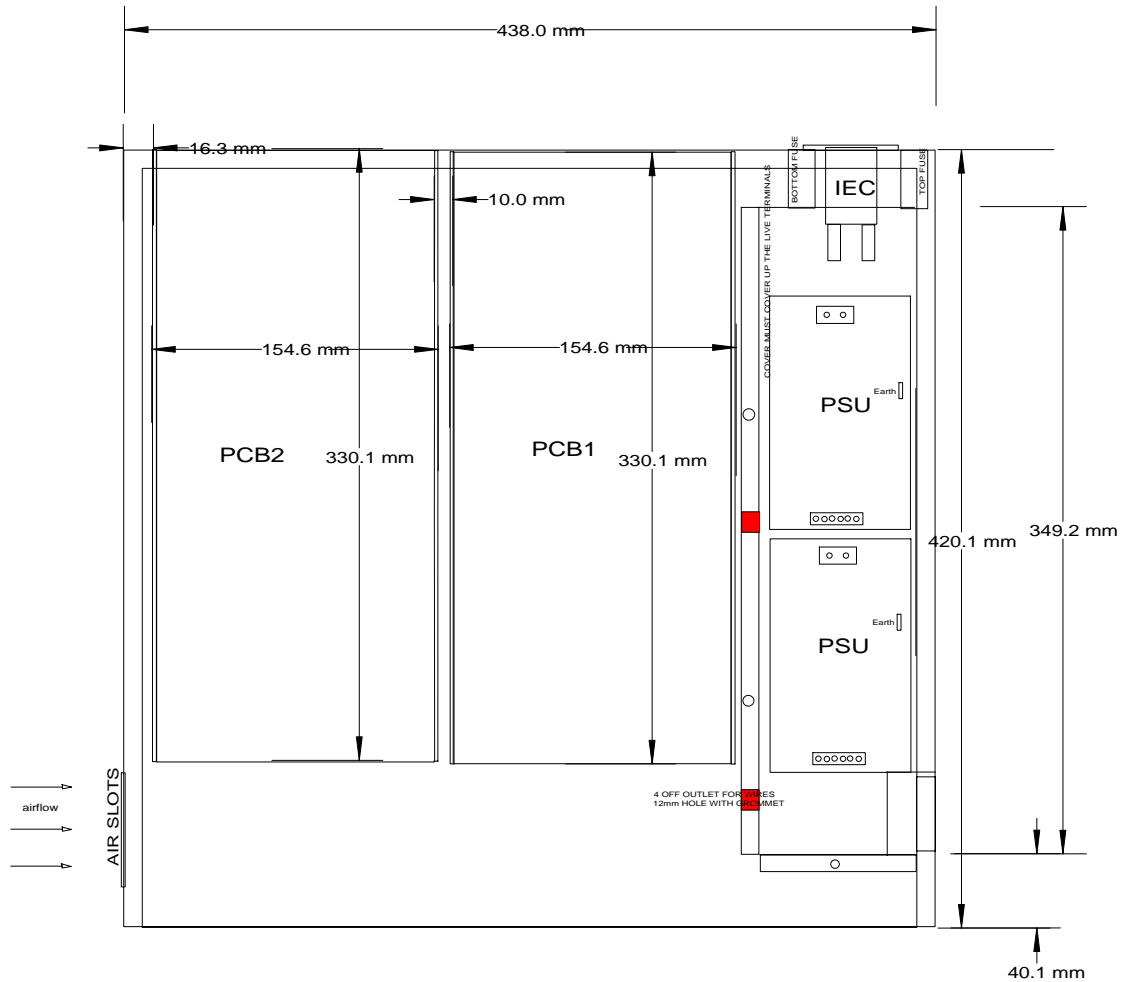 438.0 mm
16.3 mm
10.0 mm
BOTTOM FUSE
IEC
TOP FUSE
COVER MUST COVER UP THE LIVE TERMINALS
154.6 mm
154.6 mm
PCB2
330.1 mm
PCB1
330.1 mm
Earth
PSU
420.1 mm
349.2 mm
Earth
PSU
AIR SLOTS
airflow
4 OFF OUTLET FOR WIRES
12mm HOLE WITH GROMMET
40.1 mm